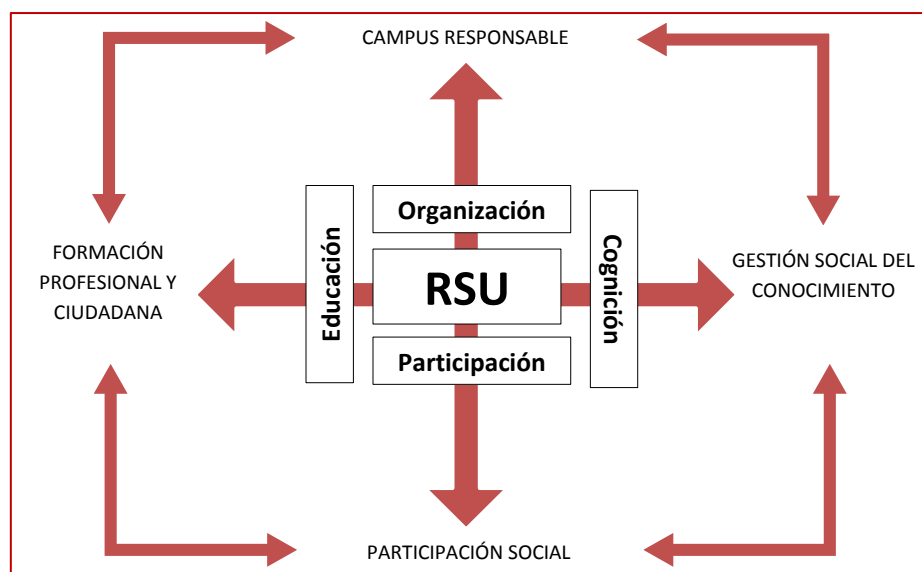 CAMPUS RESPONSABLE
Organización
Educación
RSU
Cognición
FORMACIÓN
PROFESIONAL Y
CIUDADANA
GESTIÓN SOCIAL DEL
CONOCIMIENTO
Participación
PARTICIPACIÓN SOCIAL